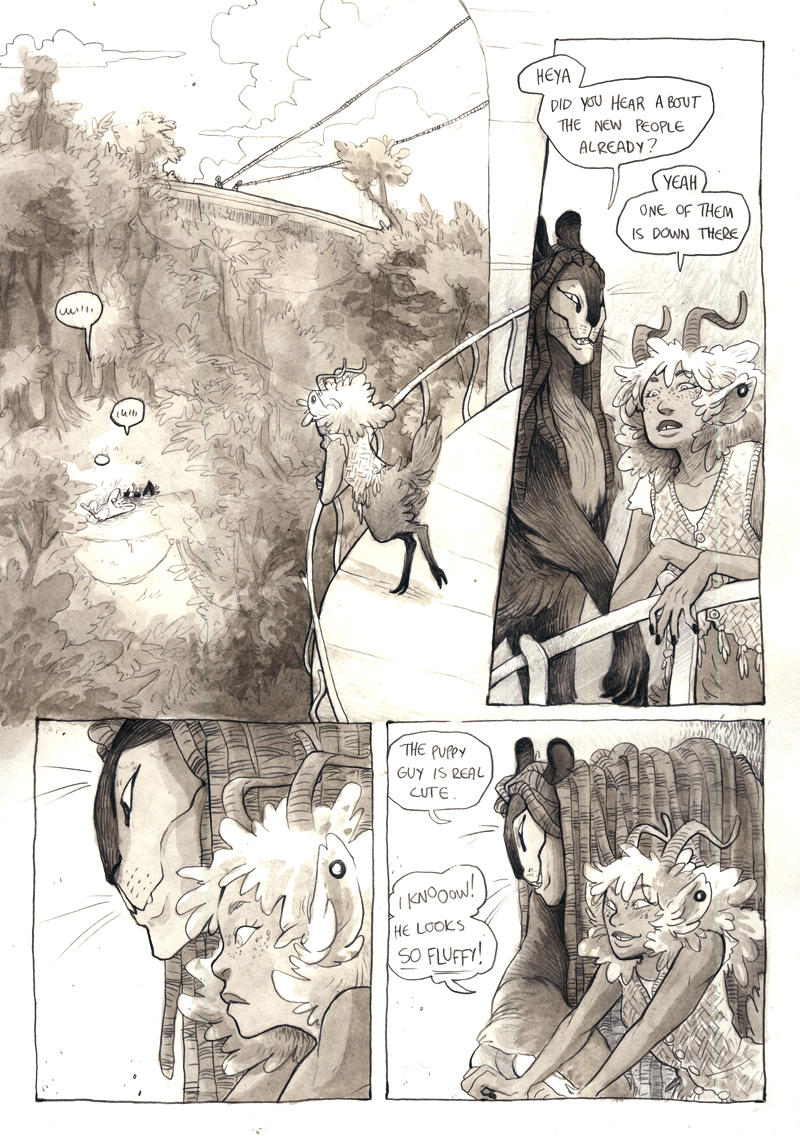 HEYA
DID YOU HEAR ABOUT
THE NEW PEOPLE
ALREADY?
YEAH
ONE OF THEM
IS DOWN THERE
THE PUPPY
GUY IS REAL
CUTE.
I KNOOOW!
HE LOOKS
SO FLUFFY!